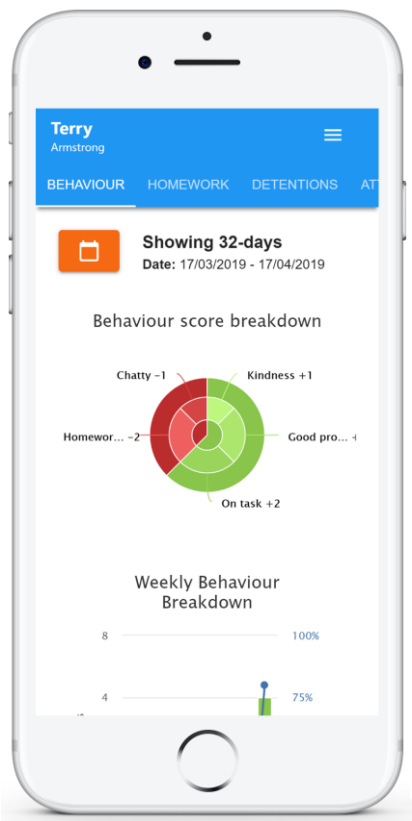 Terry
Armstrong
BEHAVIOUR HOMEWORK DETENTIONS AT
Showing 32-days
Date: 17/03/2019 - 17/04/2019
Behaviour score breakdown
Chatty -1 Kindness +1
Homewor... -2 Good pro...
On task +2
Weekly Behaviour
Breakdown
8 100%
4 75%